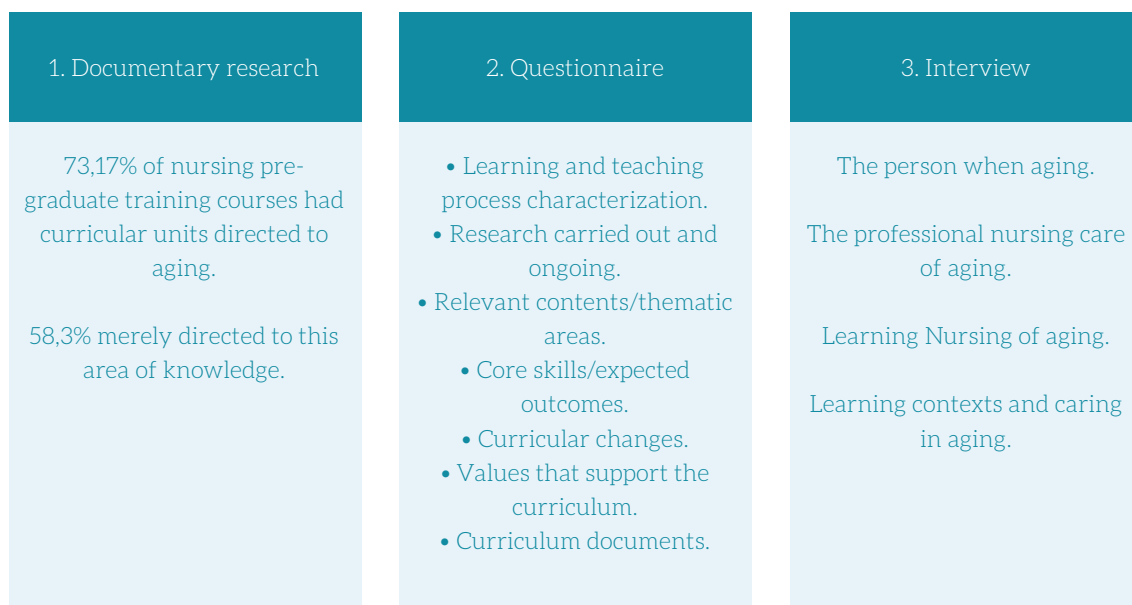 1. Documentary research
73,17% of nursing pre-
graduate training courses had
curricular units directed to
aging.
58,3% merely directed to this
area of knowledge.
2. Questionnaire
• Learning and teaching
process characterization.
• Research carried out and
ongoing.
• Relevant contents/thematic
areas.
• Core skills/expected
outcomes.
• Curricular changes.
• Values that support the
curriculum.
• Curriculum documents.
3. Interview
The person when aging.
The professional nursing care
of aging.
Learning Nursing of aging.
Learning contexts and caring
in aging.